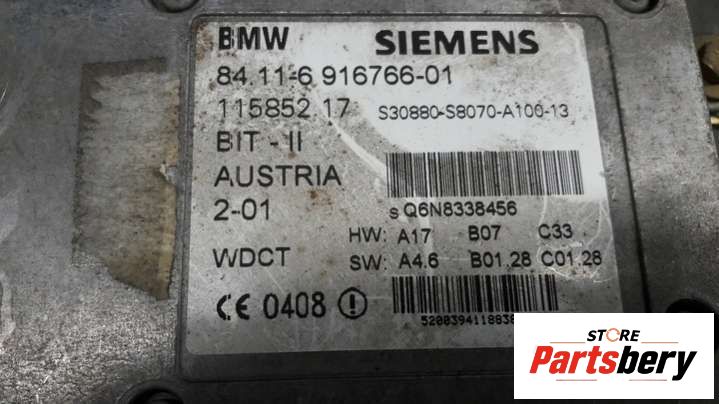 BMW SIEMENS
84.11-6 916766-01
115852 17 S30880-S8070-A100-13
BIT - II
AUSTRIA
s Q6N8338456
2-01
HW: A17 B07 C33
WDCT SW: A4.6 B01.28 C01.28
CE 0408
STORE
Partsbery